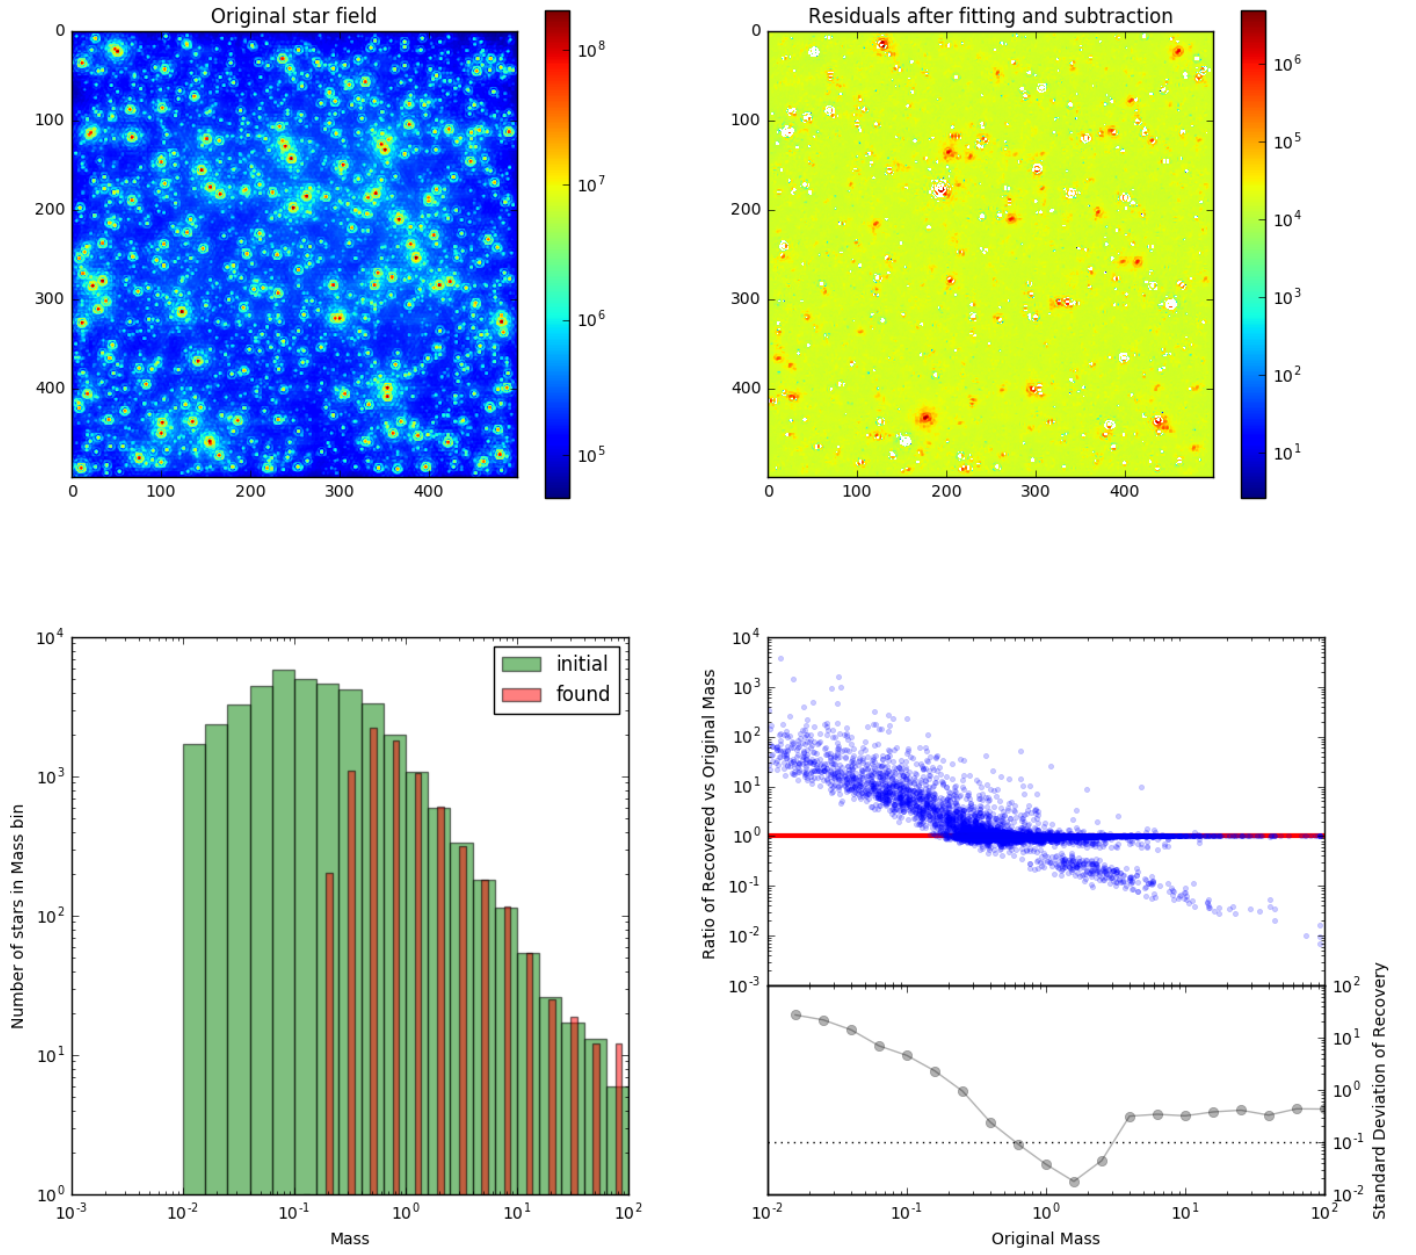 Original star field
0
100
200
300
400
0 100 200 300 400
10^8
10^7
10^6
10^5
Residuals after fitting and subtraction
0
100
200
300
400
0 100 200 300 400
10^6
10^5
10^4
10^3
10^2
10^1
initial
found
10^4
10^3
10^2
10^1
10^0
Number of stars in Mass bin
10^-3 10^-2 10^-1 10^0 10^1 10^2
Mass
10^4
10^3
10^2
10^1
10^0
10^-1
10^-2
10^-3
Ratio of Recovered vs Original Mass
10^2
10^1
10^0
10^-1
10^-2
Standard Deviation of Recovery
10^-2 10^-1 10^0 10^1 10^2
Original Mass